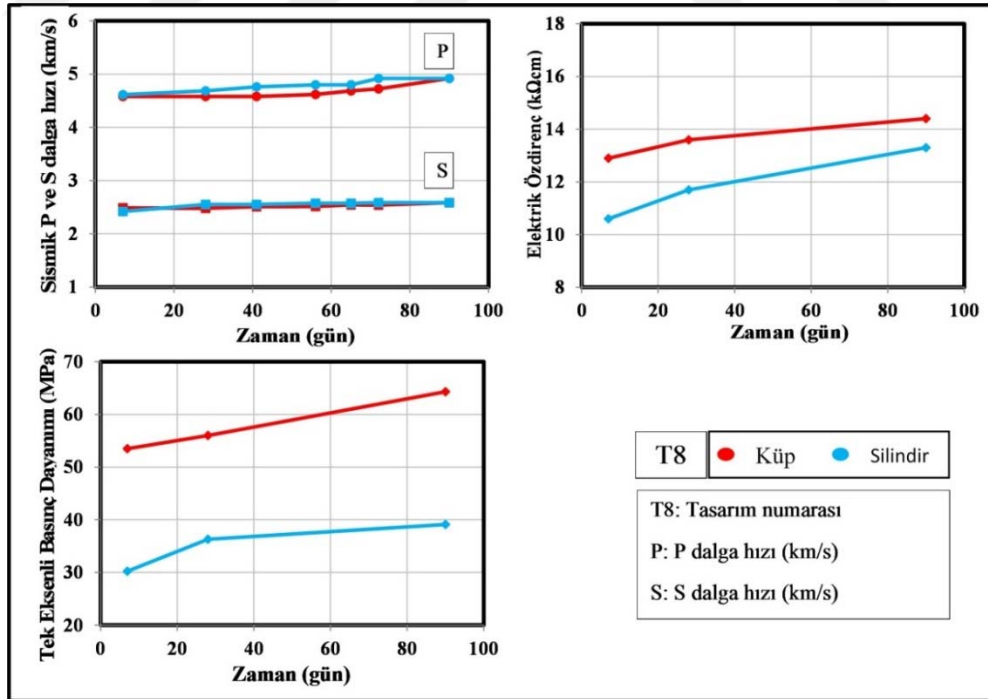 Sismik P ve S dalga hızı (km/s)
6
5
4
3
2
1
P
S
0 20 40 60 80 100
Zaman (gün)
Elektrik Özdirenç (kΩcm)
18
16
14
12
10
8
0 20 40 60 80 100
Zaman (gün)
Tek Eksenli Basınç Dayanımı (MPa)
70
60
50
40
30
20
0 20 40 60 80 100
Zaman (gün)
T8 Küp Silindir
T8: Tasarım numarası
P: P dalga hızı (km/s)
S: S dalga hızı (km/s)